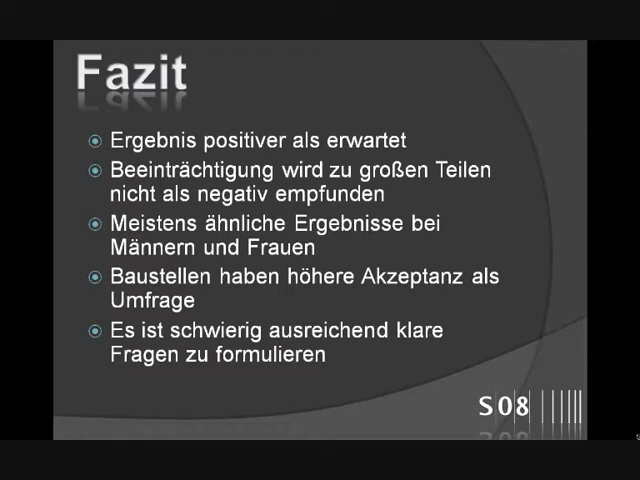 Fazit
Ergebnis positiver als erwartet
Beeinträchtigung wird zu großen Teilen
nicht als negativ empfunden
Meistens ähnliche Ergebnisse bei
Männern und Frauen
Baustellen haben höhere Akzeptanz als
Umfrage
Es ist schwierig ausreichend klare
Fragen zu formulieren
S08